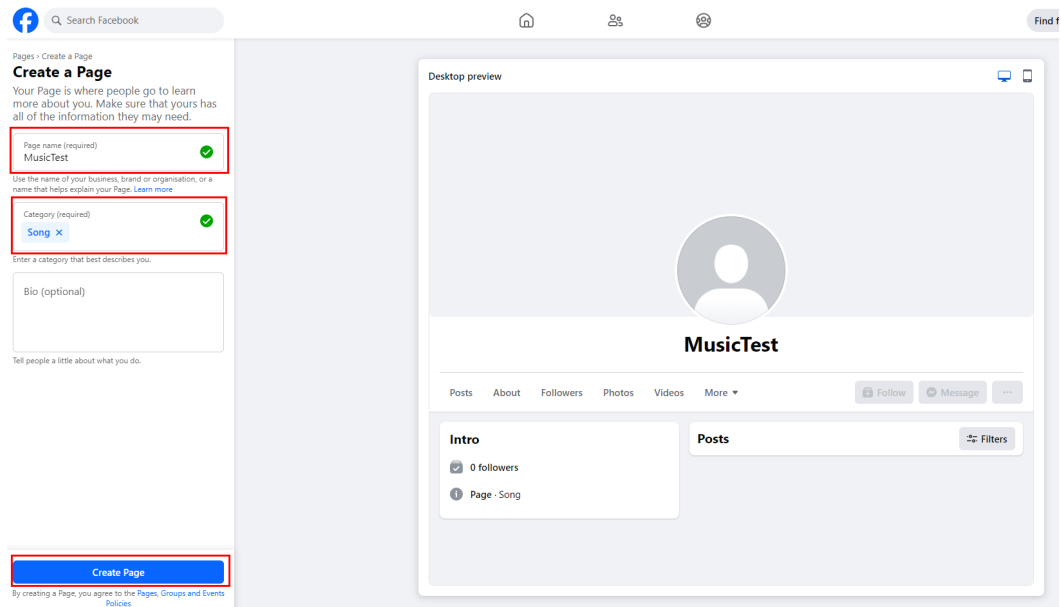 Search Facebook
Find f
Pages › Create a Page
Create a Page
Your Page is where people go to learn
more about you. Make sure that yours has
all of the information they may need.
Page name (required)
MusicTest
Use the name of your business, brand or organisation, or a
name that helps explain your Page. Learn more
Category (required)
Song ×
Enter a category that best describes you.
Bio (optional)
Tell people a little about what you do.
Create Page
By creating a Page, you agree to the Pages, Groups and Events
Policies
Desktop preview
MusicTest
Posts About Followers Photos Videos More Follow Message ...
Intro
0 followers
Page · Song
Posts
Filters